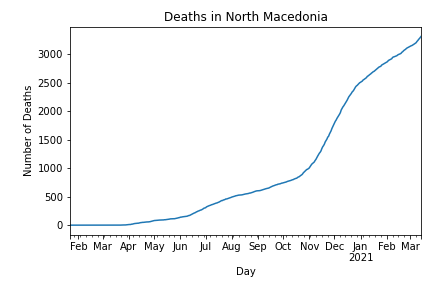 Deaths in North Macedonia
Number of Deaths
3000
2500
2000
1500
1000
500
0
Feb Mar Apr May Jun Jul Aug Sep Oct Nov Dec Jan Feb Mar
2021
Day